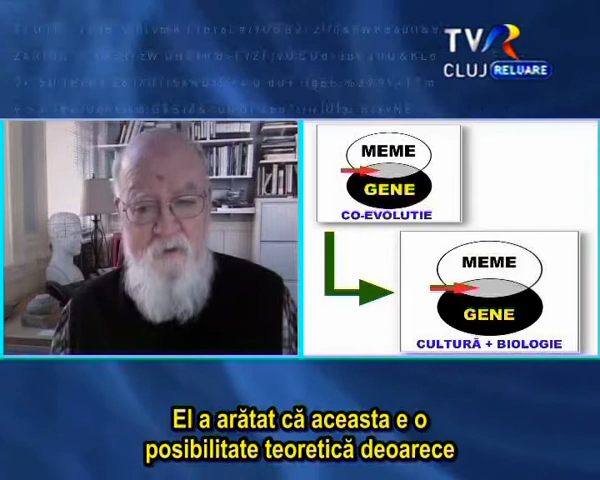 TVR
CLUJ RELUARE
MEME
GENE
CO-EVOLUTIE
MEME
GENE
CULTURĂ + BIOLOGIE
El a arătat că aceasta e o
posibilitate teoretică deoarece